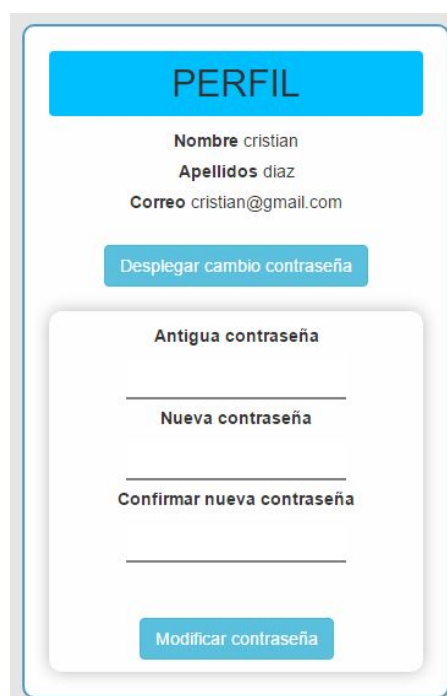 PERFIL
Nombre cristian
Apellidos diaz
Correo cristian@gmail.com
Desplegar cambio contraseña
Antigua contraseña
Nueva contraseña
Confirmar nueva contraseña
Modificar contraseña